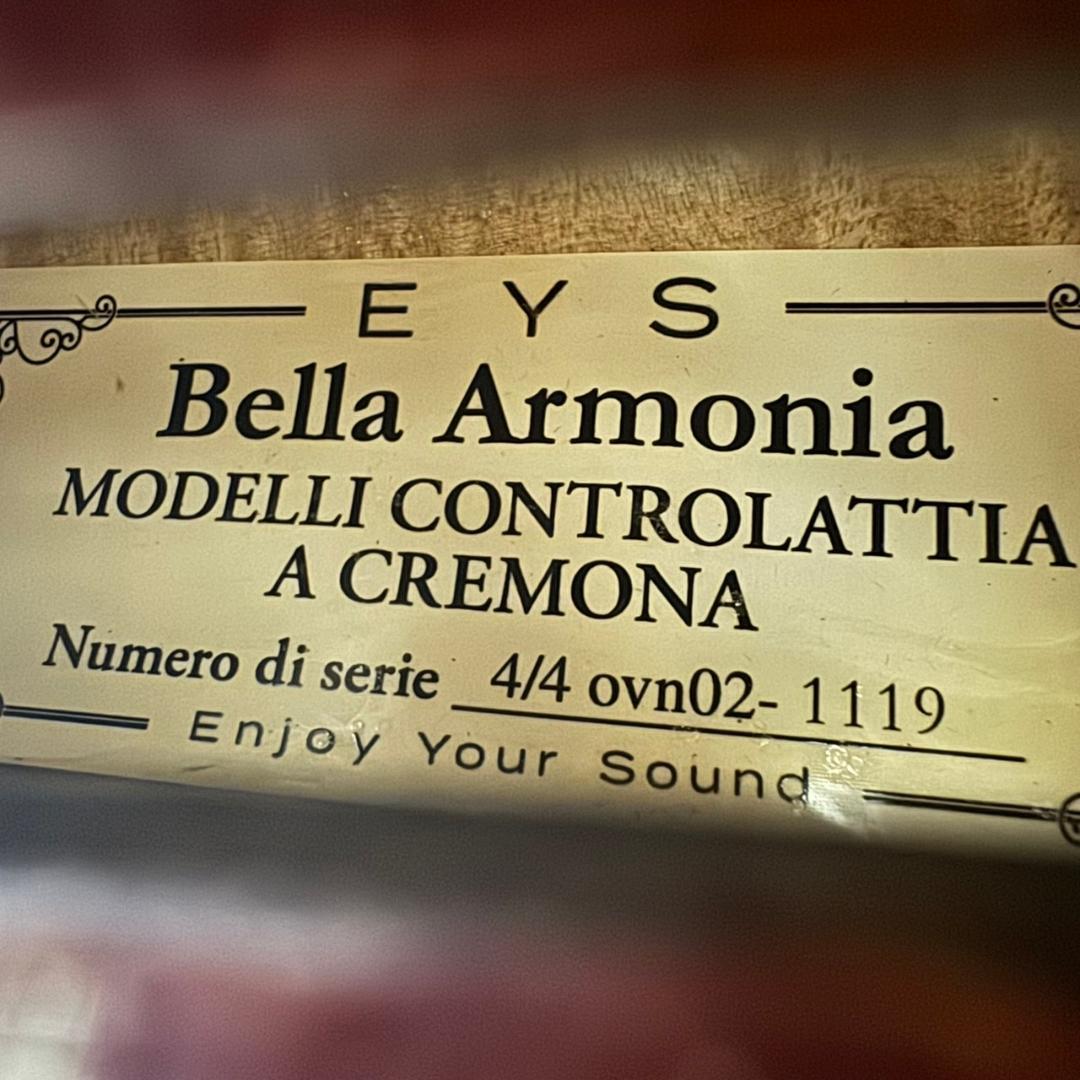 E Y S
Bella Armonia
MODELLI CONTROLATTIA
A CREMONA
Numero di serie 4/4 ovn02- 1119
Enjoy Your Sound